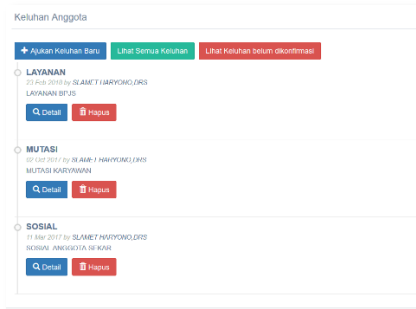 Keluhan Anggota
Ajukan Keluhan Baru Lihat Semua Keluhan Lihat Keluhan belum dikonfirmasi
LAYANAN
23 Feb 2018 by SLAMET HARYONO,DRS
LAYANAN BPJS
Detail Hapus
MUTASI
02 Oct 2017 by SLAMET HARYONO,DRS
MUTASI KARYAWAN
Detail Hapus
SOSIAL
11 May 2017 by SLAMET HARYONO,DRS
SOSIAL ANGGOTA SEKAR
Detail Hapus